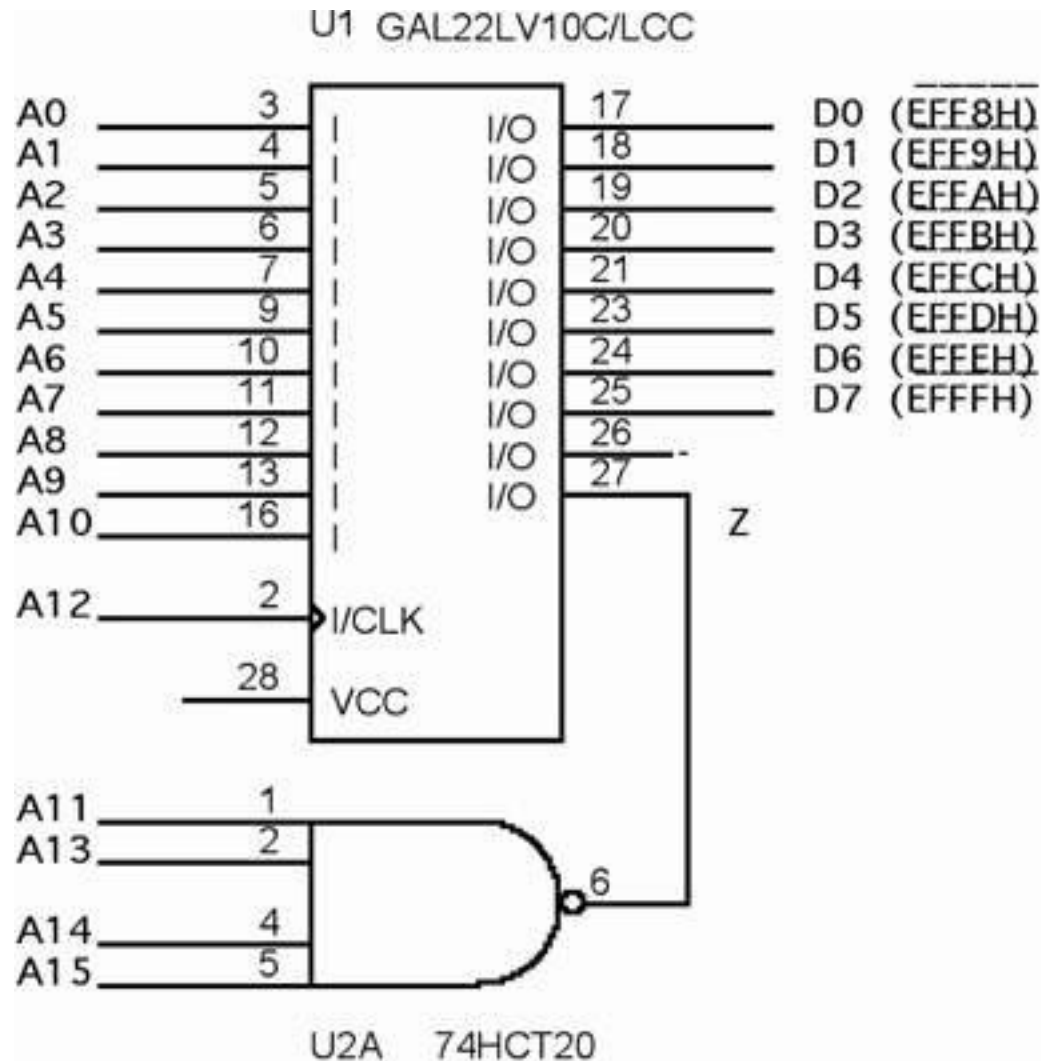 U1 GAL22LV10C/LCC
A0 3 I I/O 17 D0 (EFF8H)
A1 4 I I/O 18 D1 (EFF9H)
A2 5 I I/O 19 D2 (EFFAH)
A3 6 I I/O 20 D3 (EFFBH)
A4 7 I I/O 21 D4 (EFFCH)
A5 9 I I/O 23 D5 (EFFDH)
A6 10 I I/O 24 D6 (EFFEH)
A7 11 I I/O 25 D7 (EFFFH)
A8 12 I I/O 26
A9 13 I I/O 27
A10 16 I Z
A12 2 I/CLK
28 VCC
A11 1
A13 2
6
A14 4
A15 5
U2A 74HCT20